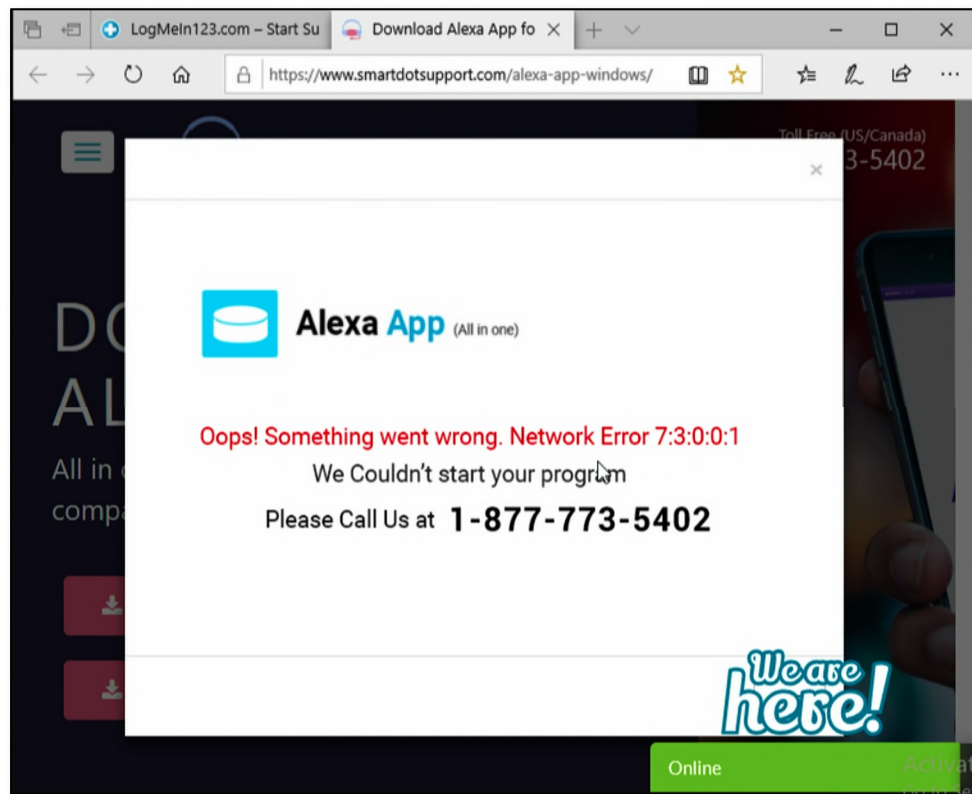 LogMeIn123.com – Start Su
Download Alexa App fo
https://www.smartdotsupport.com/alexa-app-windows/
Toll Free (US/Canada)
3-5402
Alexa App (All in one)
DO
AL
Oops! Something went wrong. Network Error 7:3:0:0:1
We Couldn't start your program
All in
Please Call Us at 1-877-773-5402
compa
We are
here!
Online
Activat